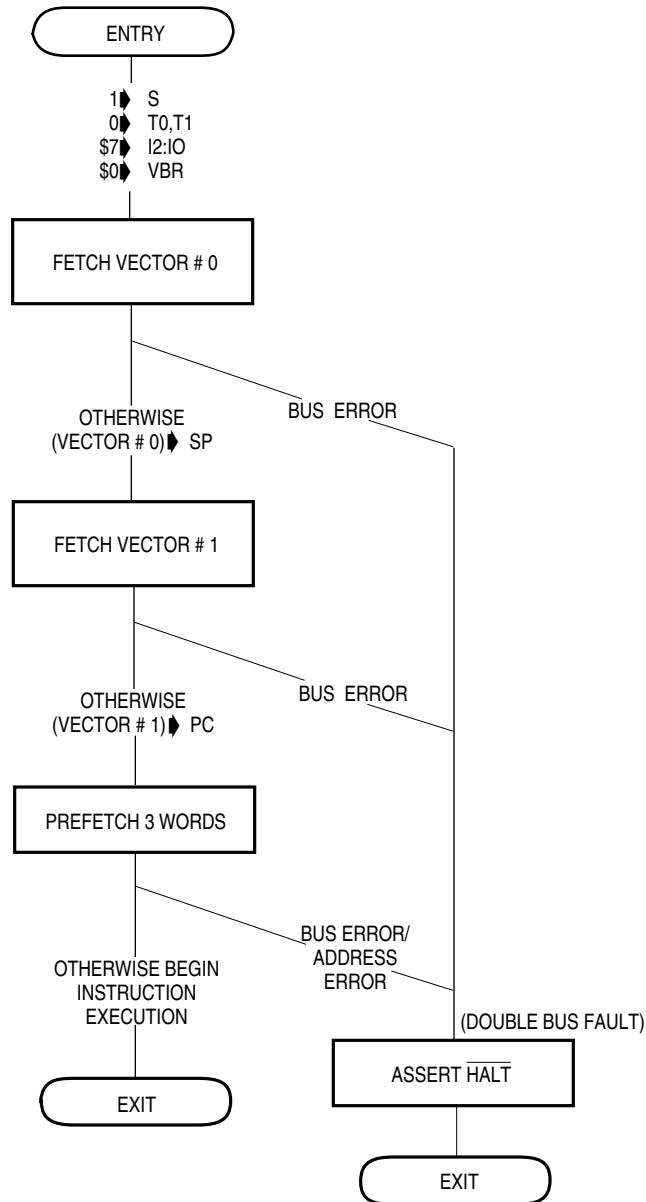 ENTRY
1 S
0 T0,T1
$7 I2:IO
$0 VBR
FETCH VECTOR # 0
BUS ERROR
OTHERWISE
(VECTOR # 0) SP
FETCH VECTOR # 1
BUS ERROR
OTHERWISE
(VECTOR # 1) PC
PREFETCH 3 WORDS
BUS ERROR/
ADDRESS
ERROR
OTHERWISE BEGIN
INSTRUCTION
EXECUTION
(DOUBLE BUS FAULT)
ASSERT HALT
EXIT
EXIT